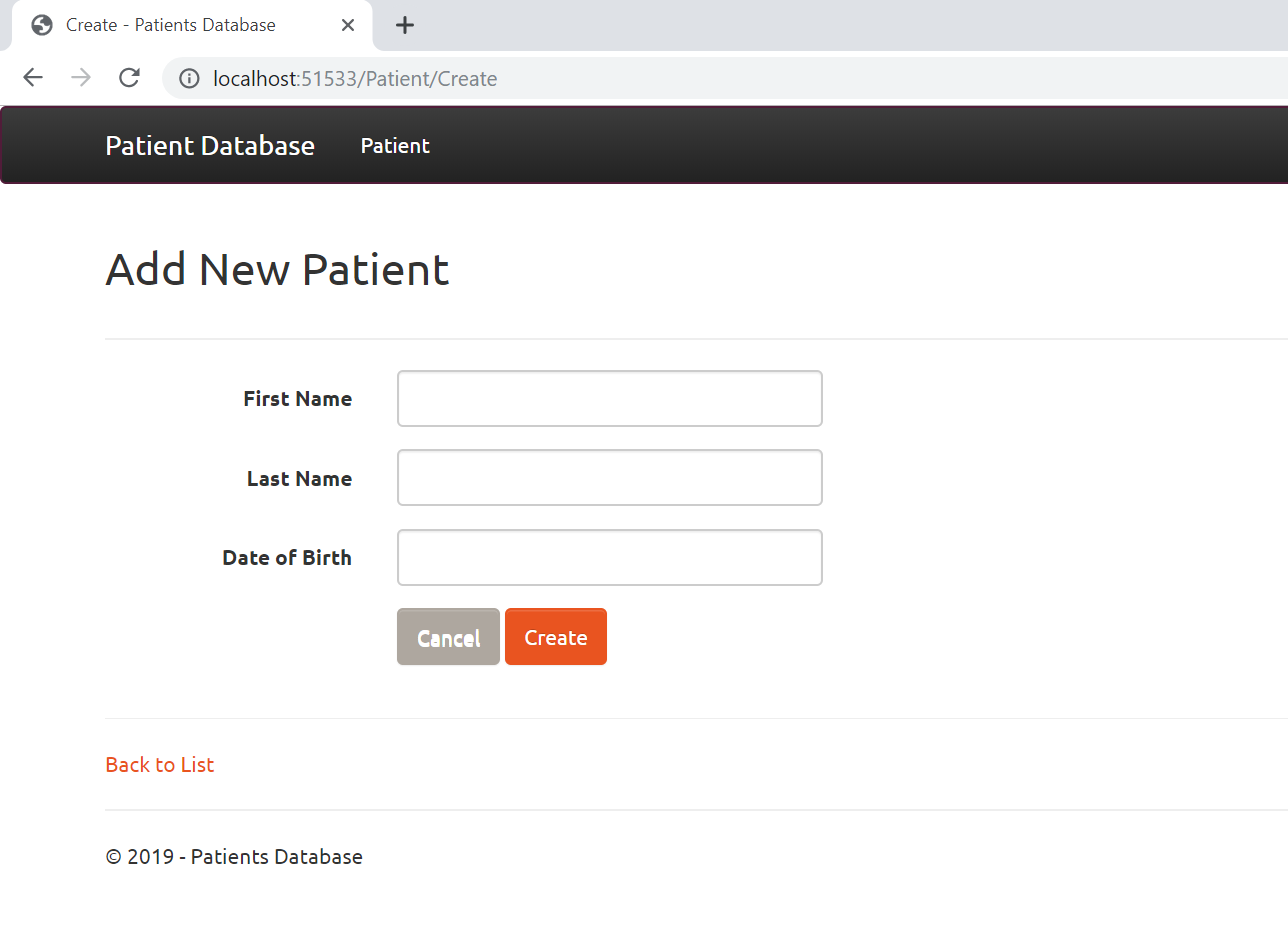 Create - Patients Database
localhost:51533/Patient/Create
Patient Database Patient
Add New Patient
First Name
Last Name
Date of Birth
Cancel Create
Back to List
© 2019 - Patients Database